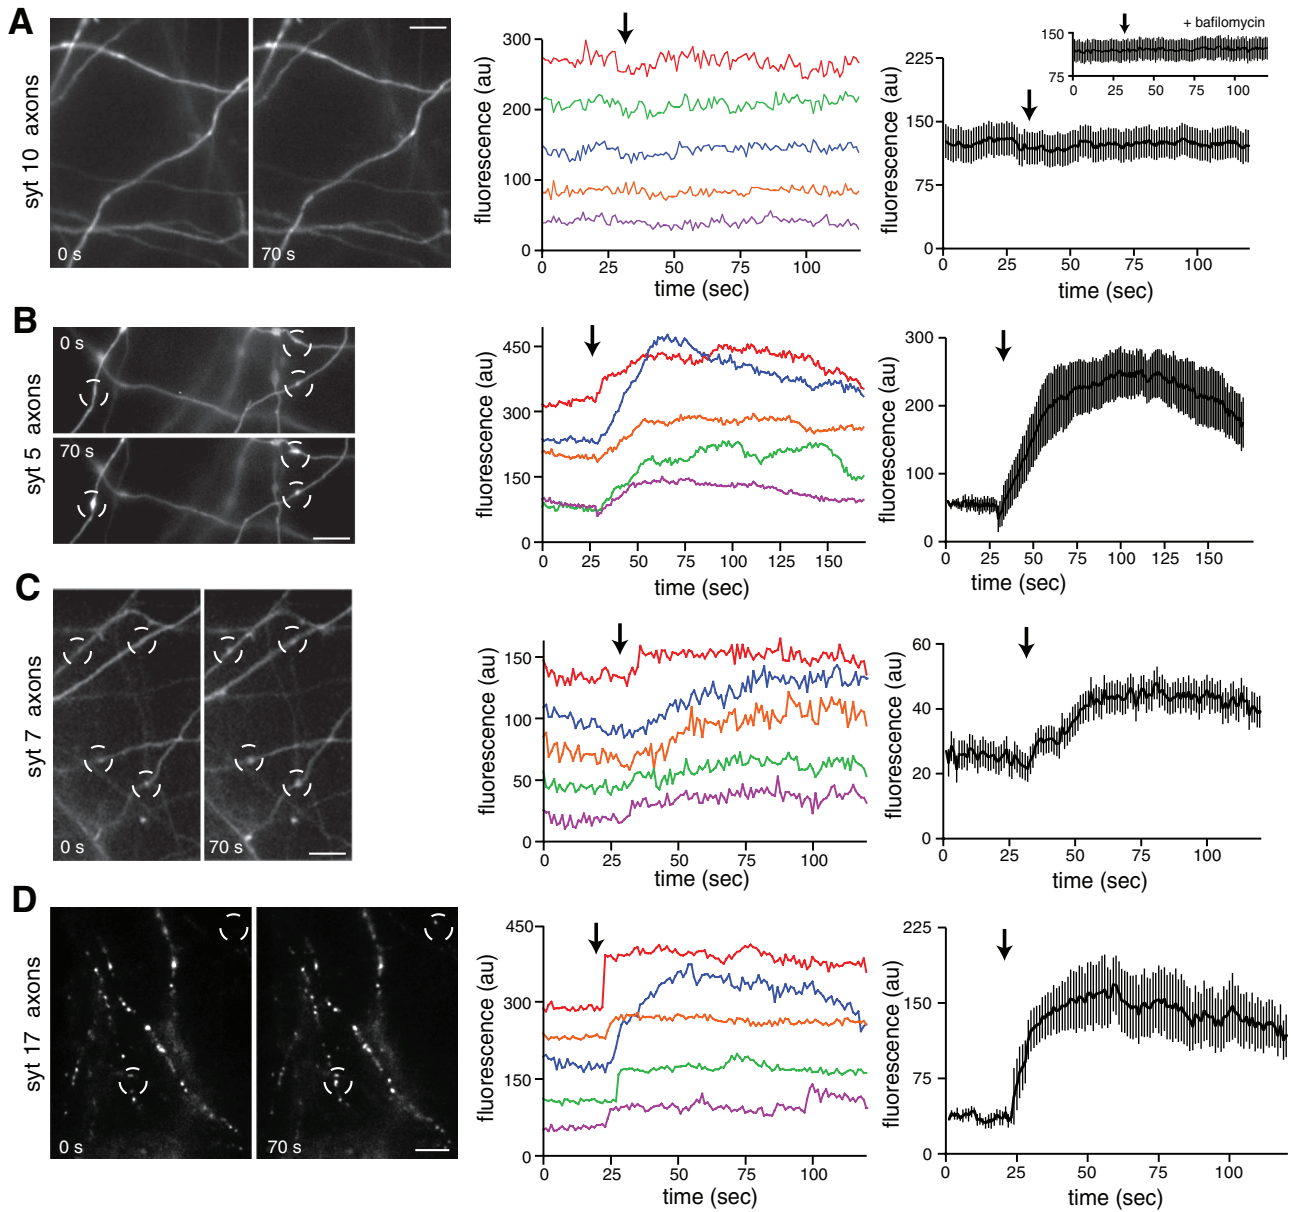 A
syt 10 axons
0 s
70 s
fluorescence (au)
300
200
100
0
0 25 50 75 100
time (sec)
fluorescence (au)
225
150
75
0
0 25 50 75 100
time (sec)
+ bafilomycin
150
75
0 25 50 75 100
B
syt 5 axons
0 s
70 s
fluorescence (au)
450
300
150
0
0 25 50 75 100 125 150
time (sec)
fluorescence (au)
300
200
100
0
0 25 50 75 100 125 150
time (sec)
C
syt 7 axons
0 s
70 s
fluorescence (au)
150
100
50
0
0 25 50 75 100
time (sec)
fluorescence (au)
60
40
20
0
0 25 50 75 100
time (sec)
D
syt 17 axons
0 s
70 s
fluorescence (au)
450
300
150
0
0 25 50 75 100
time (sec)
fluorescence (au)
225
150
75
0
0 25 50 75 100
time (sec)